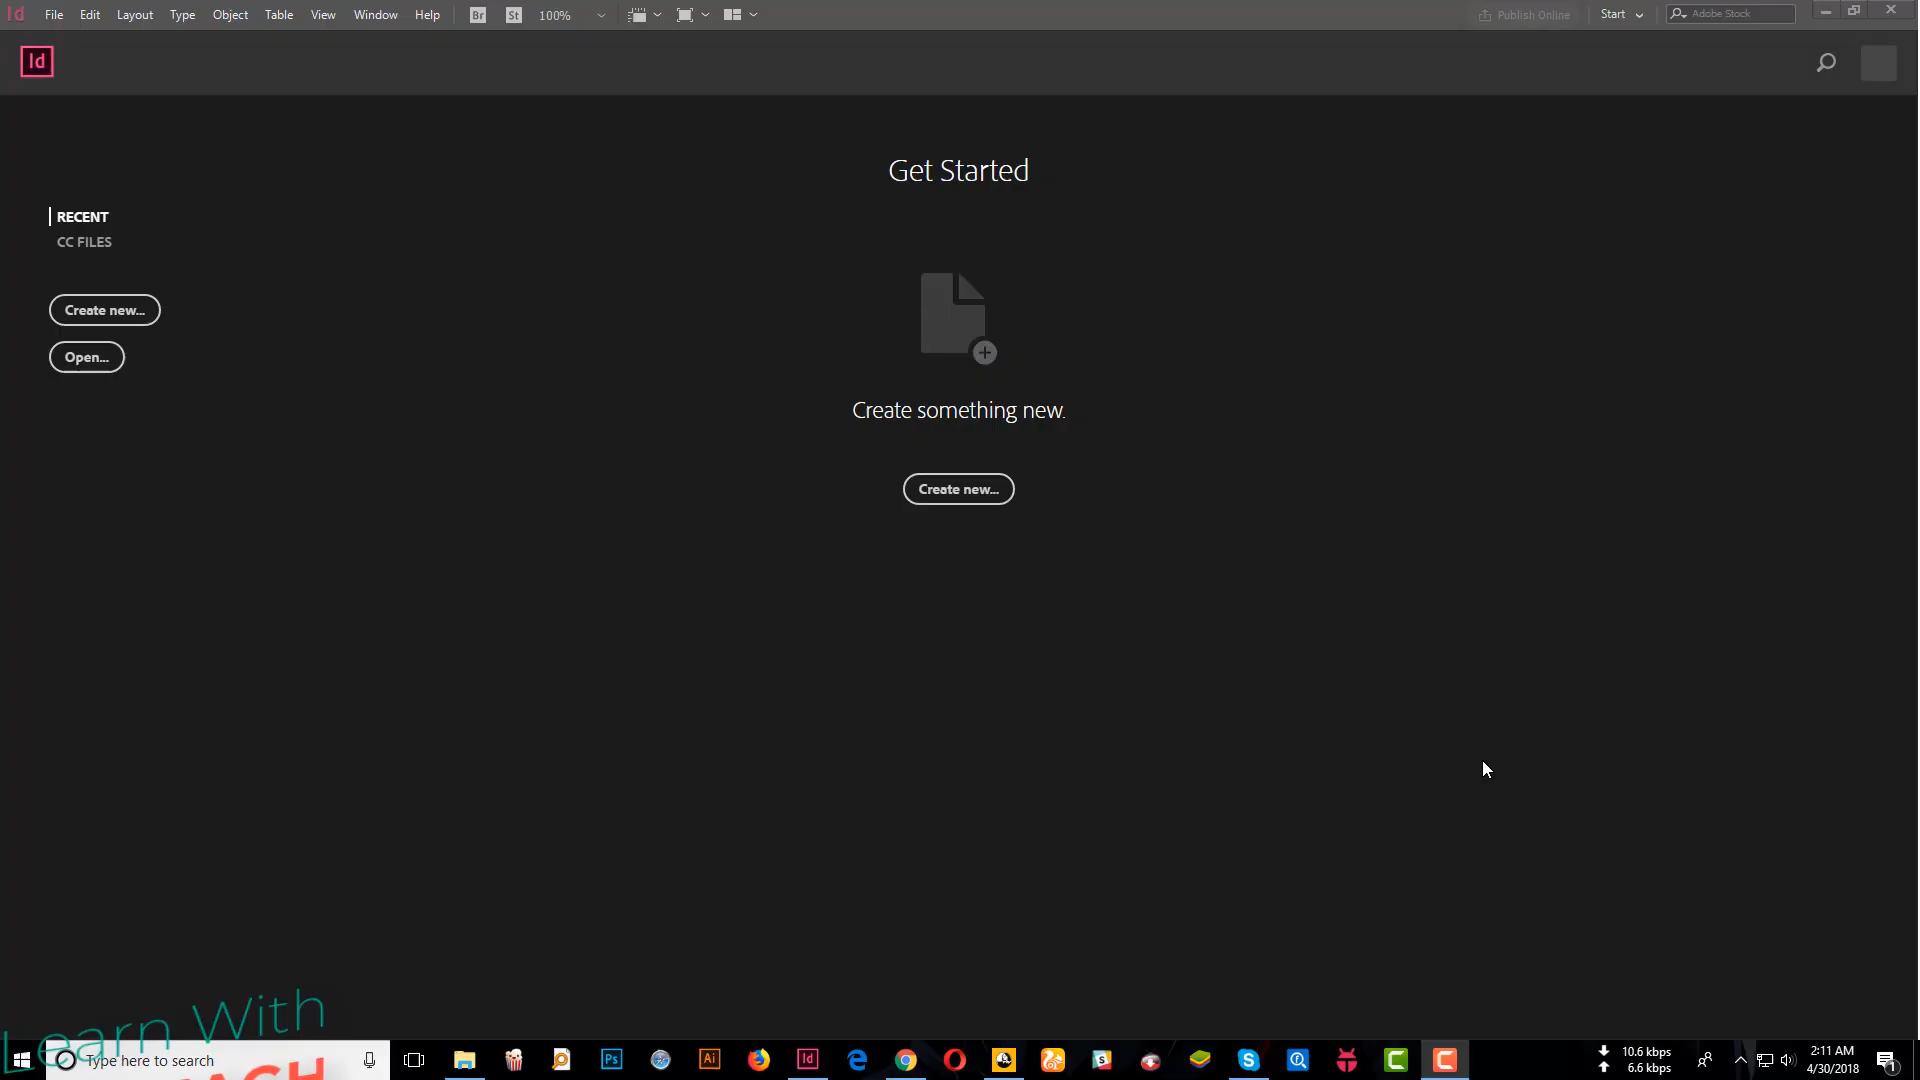 Id File Edit Layout Type Object Table View Window Help Br St 100% Publish Online Start Adobe Stock
Id
Get Started
RECENT
CC FILES
Create new...
Open...
Create something new.
Create new...
Learn With
Type here to search
Ps Ai Id
10.6 kbps
6.6 kbps
2:11 AM
4/30/2018
1